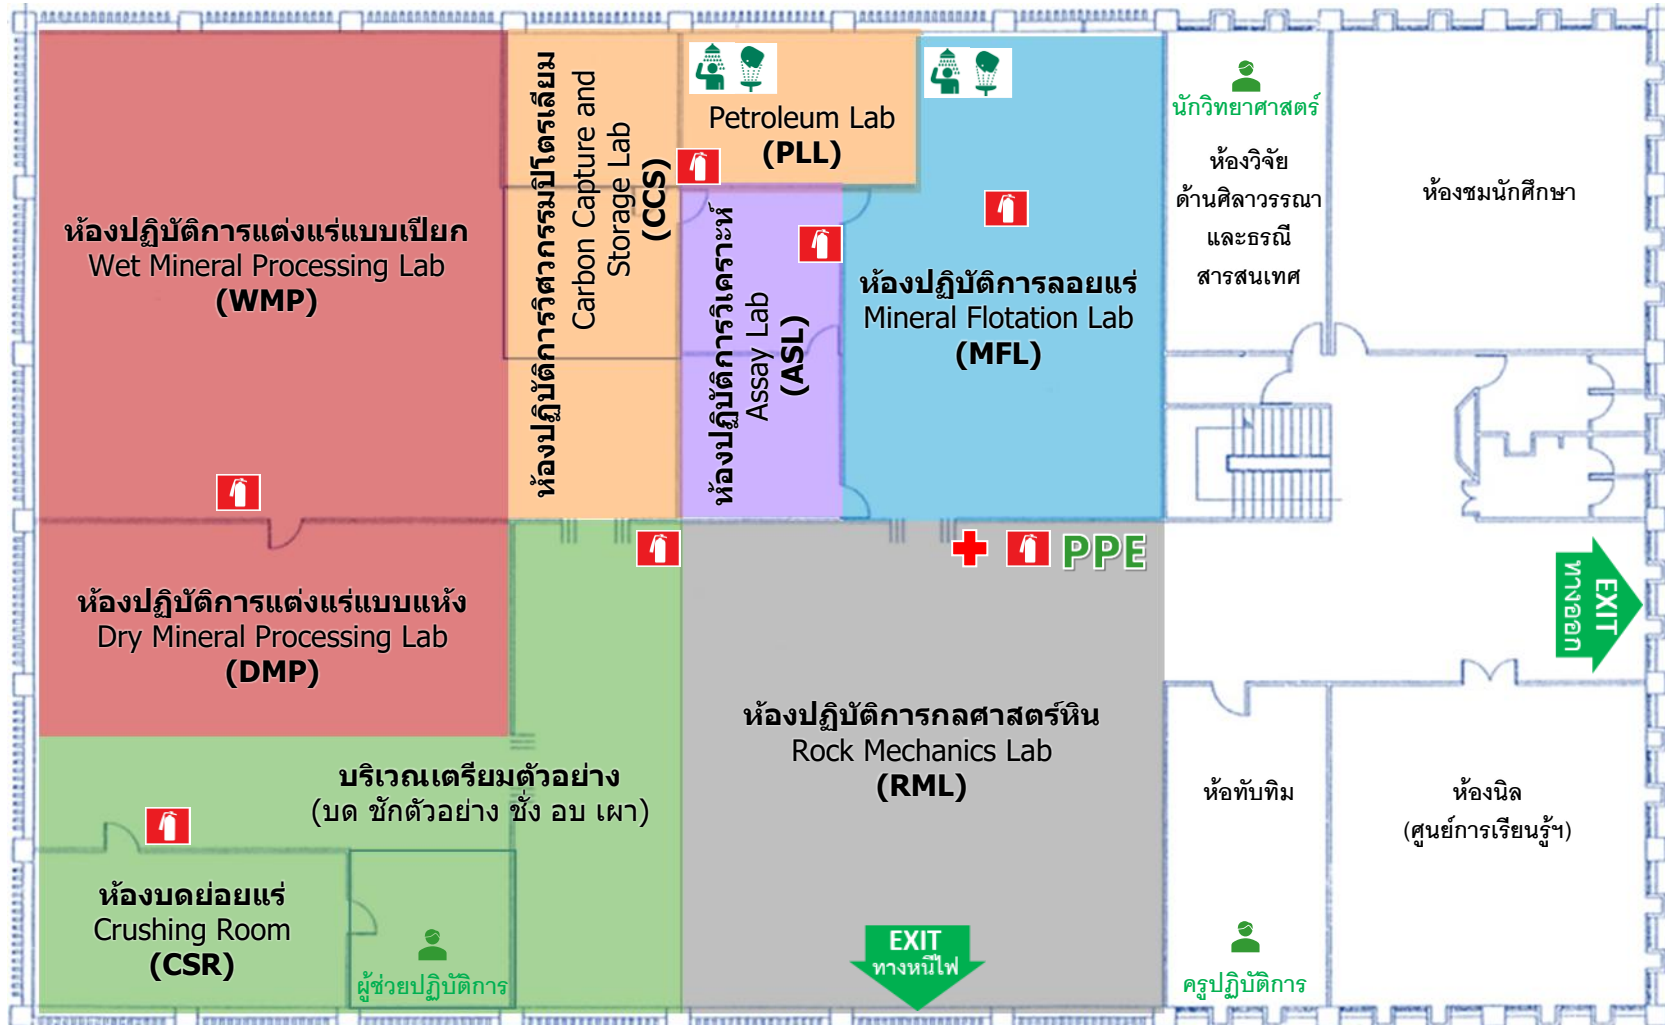 ห้องปฏิบัติการแต่งแร่แบบเปียก
Wet Mineral Processing Lab
(WMP)
ห้องปฏิบัติการวิศวกรรมปิโตรเลียม
Carbon Capture and
Storage Lab
(CCS)
Petroleum Lab
(PLL)
ห้องปฏิบัติการวิเคราะห์
Assay Lab
(ASL)
ห้องปฏิบัติการลอยแร่
Mineral Flotation Lab
(MFL)
นักวิทยาศาสตร์
ห้องวิจัย
ด้านศิลาวรรณา
และธรณี
สารสนเทศ
ห้องชมนักศึกษา
ห้องปฏิบัติการแต่งแร่แบบแห้ง
Dry Mineral Processing Lab
(DMP)
PPE
EXIT
ทางออก
ห้องปฏิบัติการกลศาสตร์หิน
Rock Mechanics Lab
(RML)
บริเวณเตรียมตัวอย่าง
(บด ชักตัวอย่าง ชั่ง อบ เผา)
ห้อทับทิม
ห้องนิล
(ศูนย์การเรียนรู้ฯ)
ห้องบดย่อยแร่
Crushing Room
(CSR)
ผู้ช่วยปฏิบัติการ
EXIT
ทางหนีไฟ
ครูปฏิบัติการ